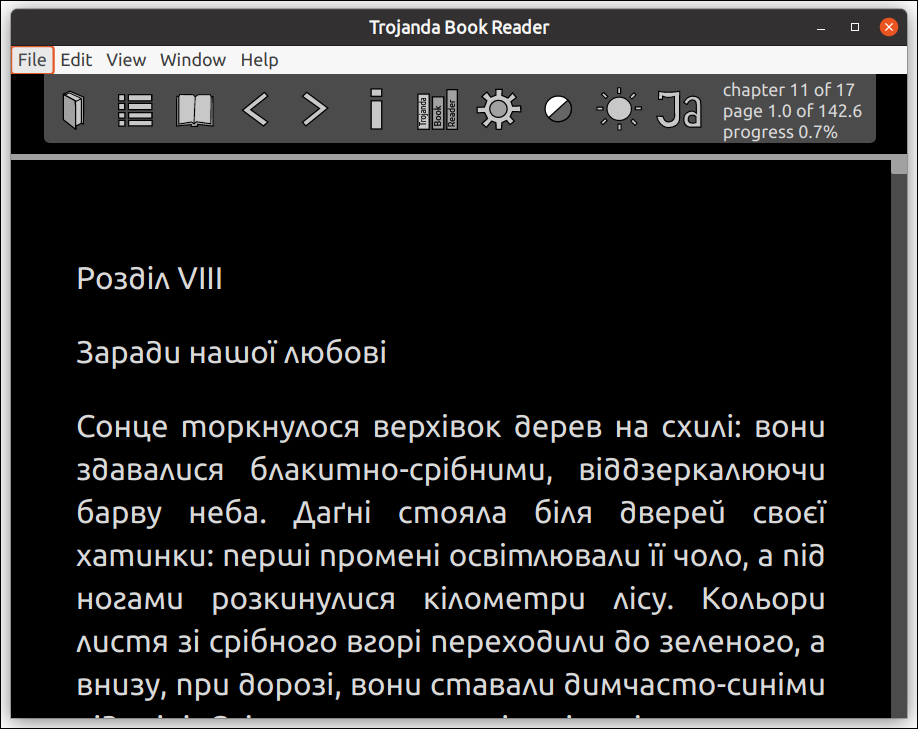 Trojanda Book Reader
File Edit View Window Help
Trojanda
Book
Reader
Ja
chapter 11 of 17
page 1.0 of 142.6
progress 0.7%
Розділ VIII
Заради нашої любові
Сонце торкнулося верхівок дерев на схилі: вони
здавалися блакитно-срібними, віддзеркалюючи
барву неба. Даґні стояла біля дверей своєї
хатинки: перші промені освітлювали її чоло, а під
ногами розкинулися кілометри лісу. Кольори
листя зі срібного вгорі переходили до зеленого, а
внизу, при дорозі, вони ставали димчасто-синіми